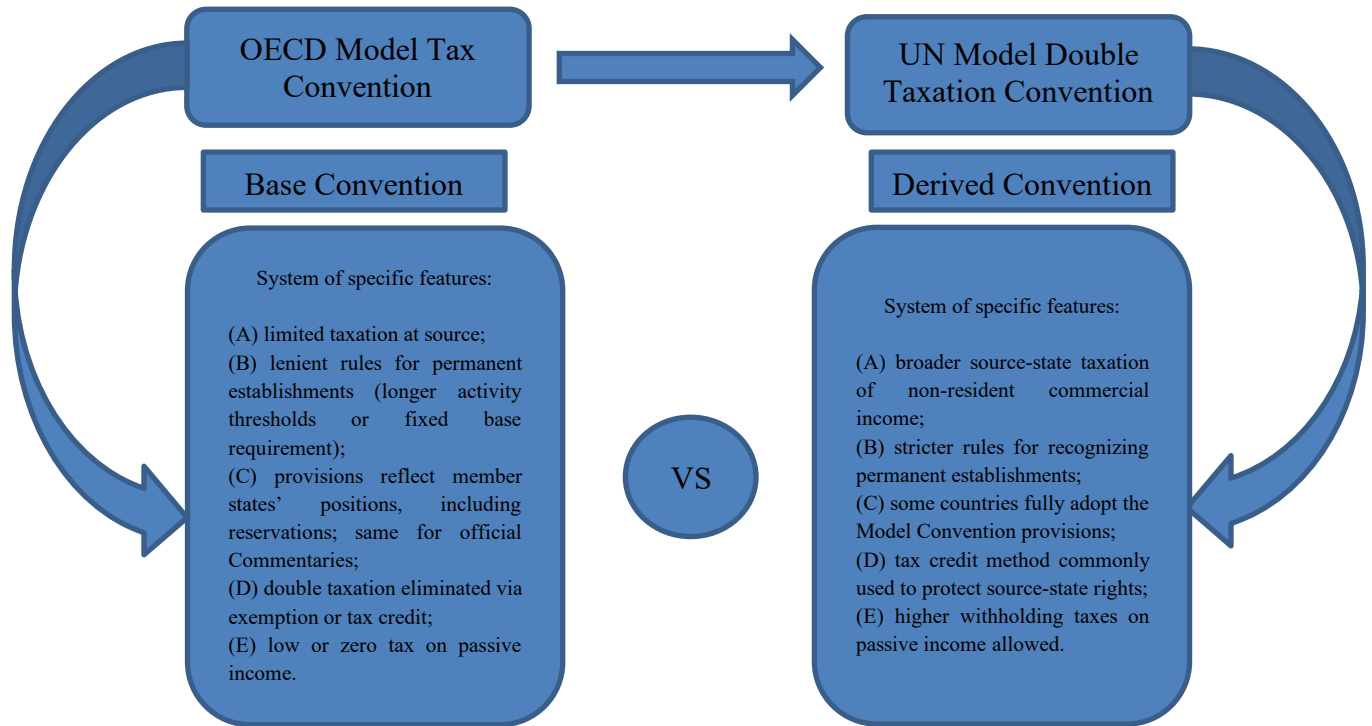 OECD Model Tax
Convention
UN Model Double
Taxation Convention
Base Convention
Derived Convention
System of specific features:
(A) limited taxation at source;
(B) lenient rules for permanent
establishments (longer activity
thresholds or fixed base
requirement);
(C) provisions reflect member
states’ positions, including
reservations; same for official
Commentaries;
(D) double taxation eliminated via
exemption or tax credit;
(E) low or zero tax on passive
income.
VS
System of specific features:
(A) broader source-state taxation
of non-resident commercial
income;
(B) stricter rules for recognizing
permanent establishments;
(C) some countries fully adopt the
Model Convention provisions;
(D) tax credit method commonly
used to protect source-state rights;
(E) higher withholding taxes on
passive income allowed.